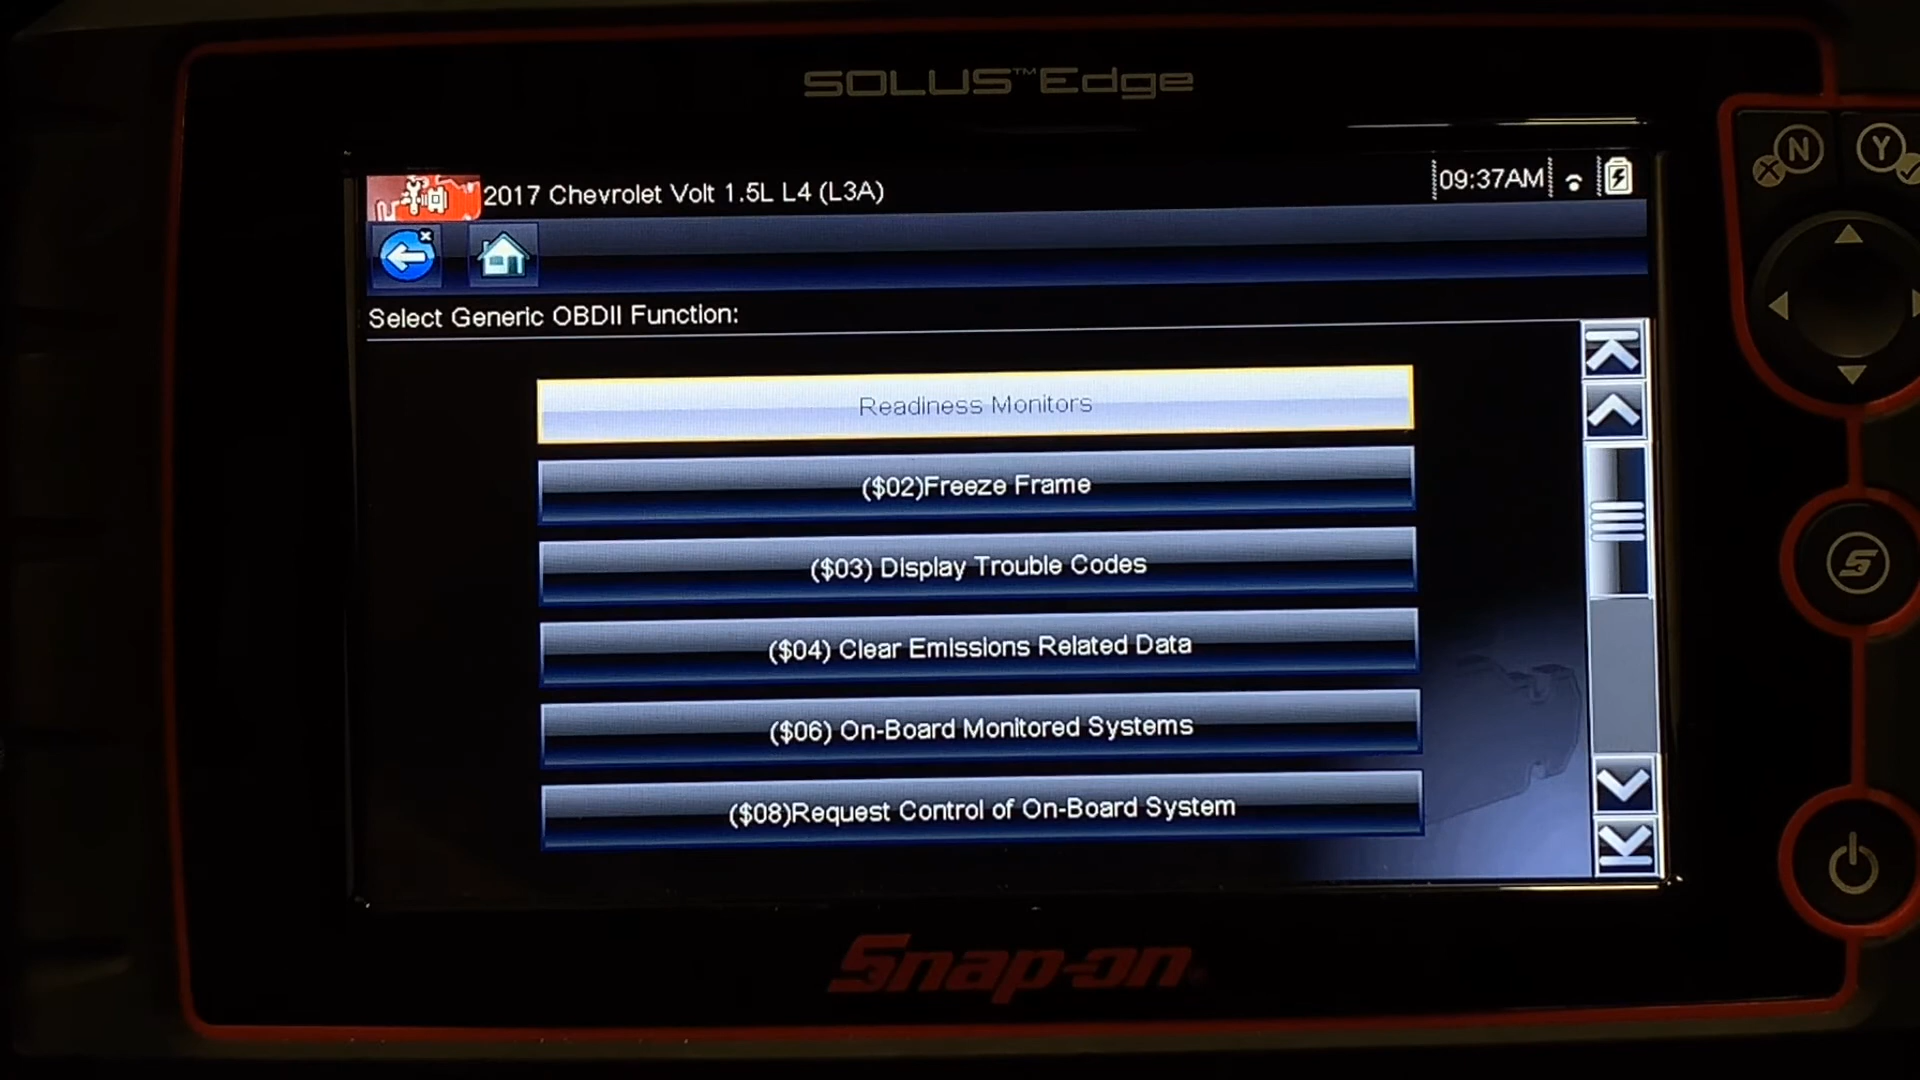 SOLUS™Edge
2017 Chevrolet Volt 1.5L L4 (L3A)
09:37AM
N
Y
Select Generic OBDII Function:
Readiness Monitors
($02)Freeze Frame
($03) Display Trouble Codes
($04) Clear Emissions Related Data
($06) On-Board Monitored Systems
($08)Request Control of On-Board System
S
Snap-on